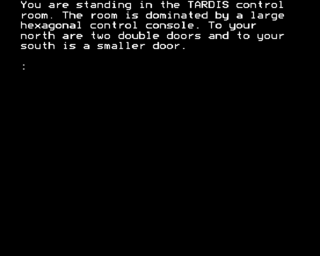 You are standing in the TARDIS control
room. The room is dominated by a large
hexagonal control console. To your
north are two double doors and to your
south is a smaller door.
: